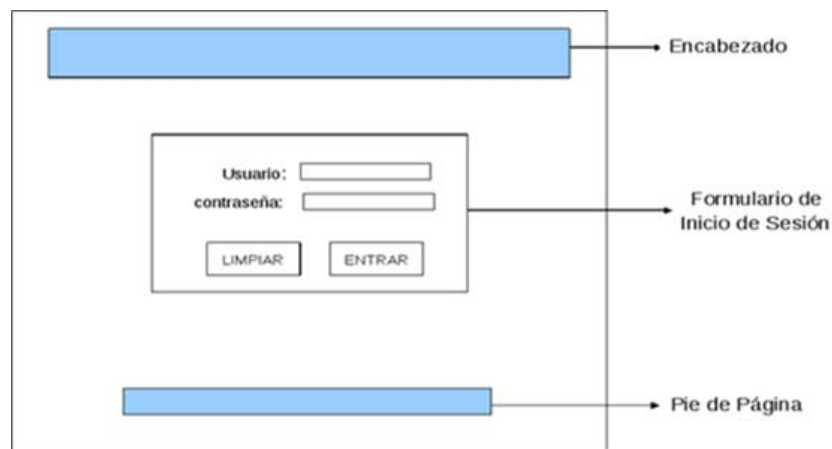 Encabezado
Usuario:
contraseña:
Formulario de
Inicio de Sesión
LIMPIAR ENTRAR
Pie de Página